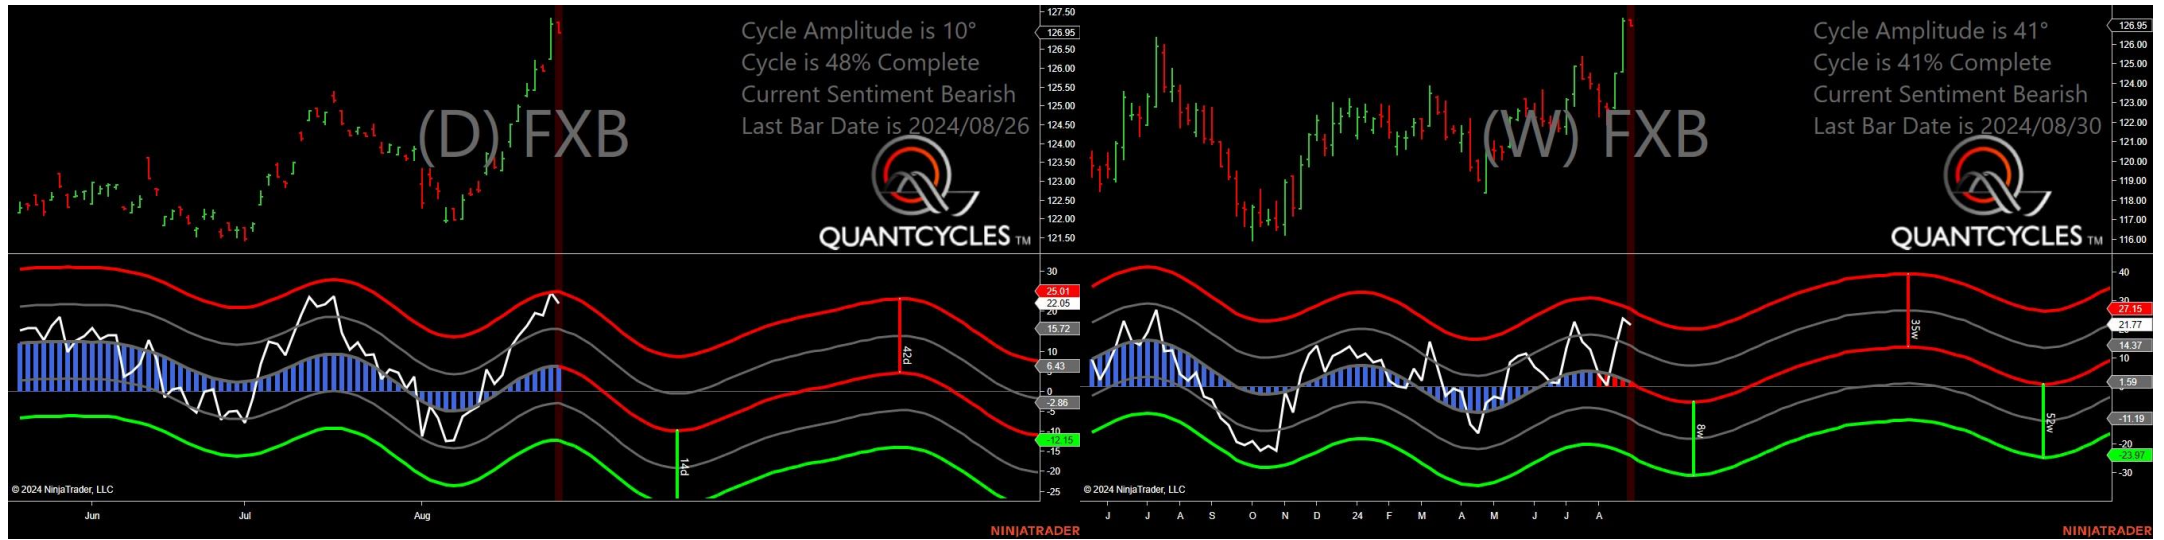 Cycle Amplitude is 10°
Cycle is 48% Complete
Current Sentiment Bearish
Last Bar Date is 2024/08/26
(D) FXB
QUANTCYCLES TM
127.50
126.95
126.50
126.00
125.50
125.00
124.50
124.00
123.50
123.00
122.50
122.00
121.50
30
25.01
22.05
15.72
10
6.43
0
-2.86
-5
-10
-12.15
-15
-20
-25
42d
14d
© 2024 NinjaTrader, LLC
Jun Jul Aug
NINJATRADER
Cycle Amplitude is 41°
Cycle is 41% Complete
Current Sentiment Bearish
Last Bar Date is 2024/08/30
(W) FXB
QUANTCYCLES TM
126.95
126.00
125.00
124.00
123.00
122.00
121.00
120.00
119.00
118.00
117.00
116.00
40
30
27.15
21.77
14.37
10
1.59
-11.19
-20
-23.97
-30
35w
8w
52w
© 2024 NinjaTrader, LLC
J J A S O N D 24 F M A M J J A
NINJATRADER